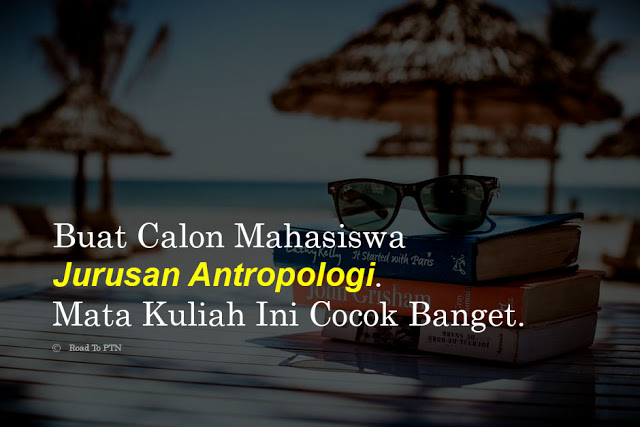 Buat Calon Mahasiswa
Jurusan Antropologi.
Mata Kuliah Ini Cocok Banget.
© Road To PTN
Kelly
It Started with Paris
John Grisham